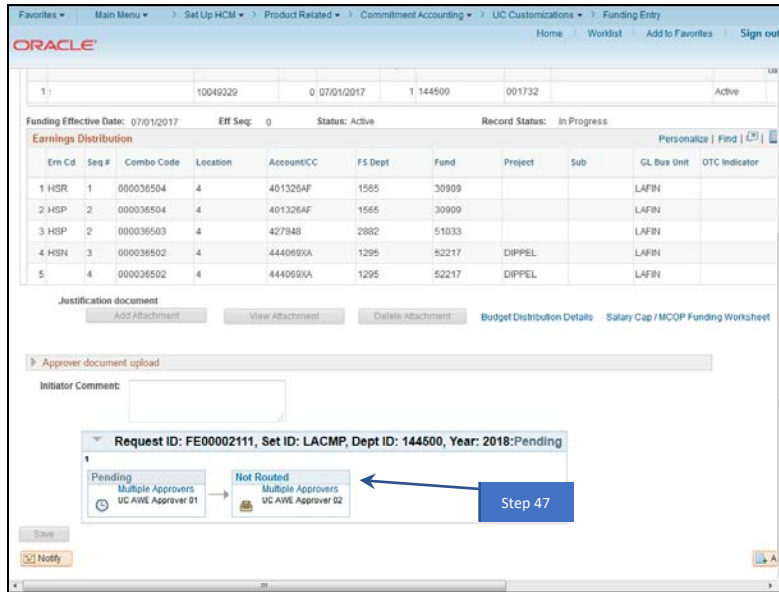 Favorites Main Menu > Set Up HCM > Product Related > Commitment Accounting > UC Customizations > Funding Entry
Home Worklist Add to Favorites Sign out
ORACLE
1 10049329 0 07/01/2017 1 144500 001732 Active
Funding Effective Date: 07/01/2017 Eff Seq: 0 Status: Active Record Status: In Progress
Earnings Distribution Personalize | Find |
Ern Cd Seq # Combo Code Location Account/CC FS Dept Fund Project Sub GL Bus Unit OTC Indicator
1 HSR 1 000036504 4 401326AF 1565 30909 LAFIN
2 HSP 2 000036504 4 401326AF 1565 30909 LAFIN
3 HSP 2 000036503 4 427948 2882 51033 LAFIN
4 HSN 3 000036502 4 444069XA 1295 52217 DIPPEL LAFIN
5 4 000036502 4 444069XA 1295 52217 DIPPEL LAFIN
Justification document
Add Attachment View Attachment Delete Attachment Budget Distribution Details Salary Cap / MCOP Funding Worksheet
Approver document upload
Initiator Comment:
Request ID: FE00002111, Set ID: LACMP, Dept ID: 144500, Year: 2018:Pending
1
Pending Not Routed
Multiple Approvers Multiple Approvers
UC AWE Approver 01 UC AWE Approver 02
Step 47
Save
Notify A